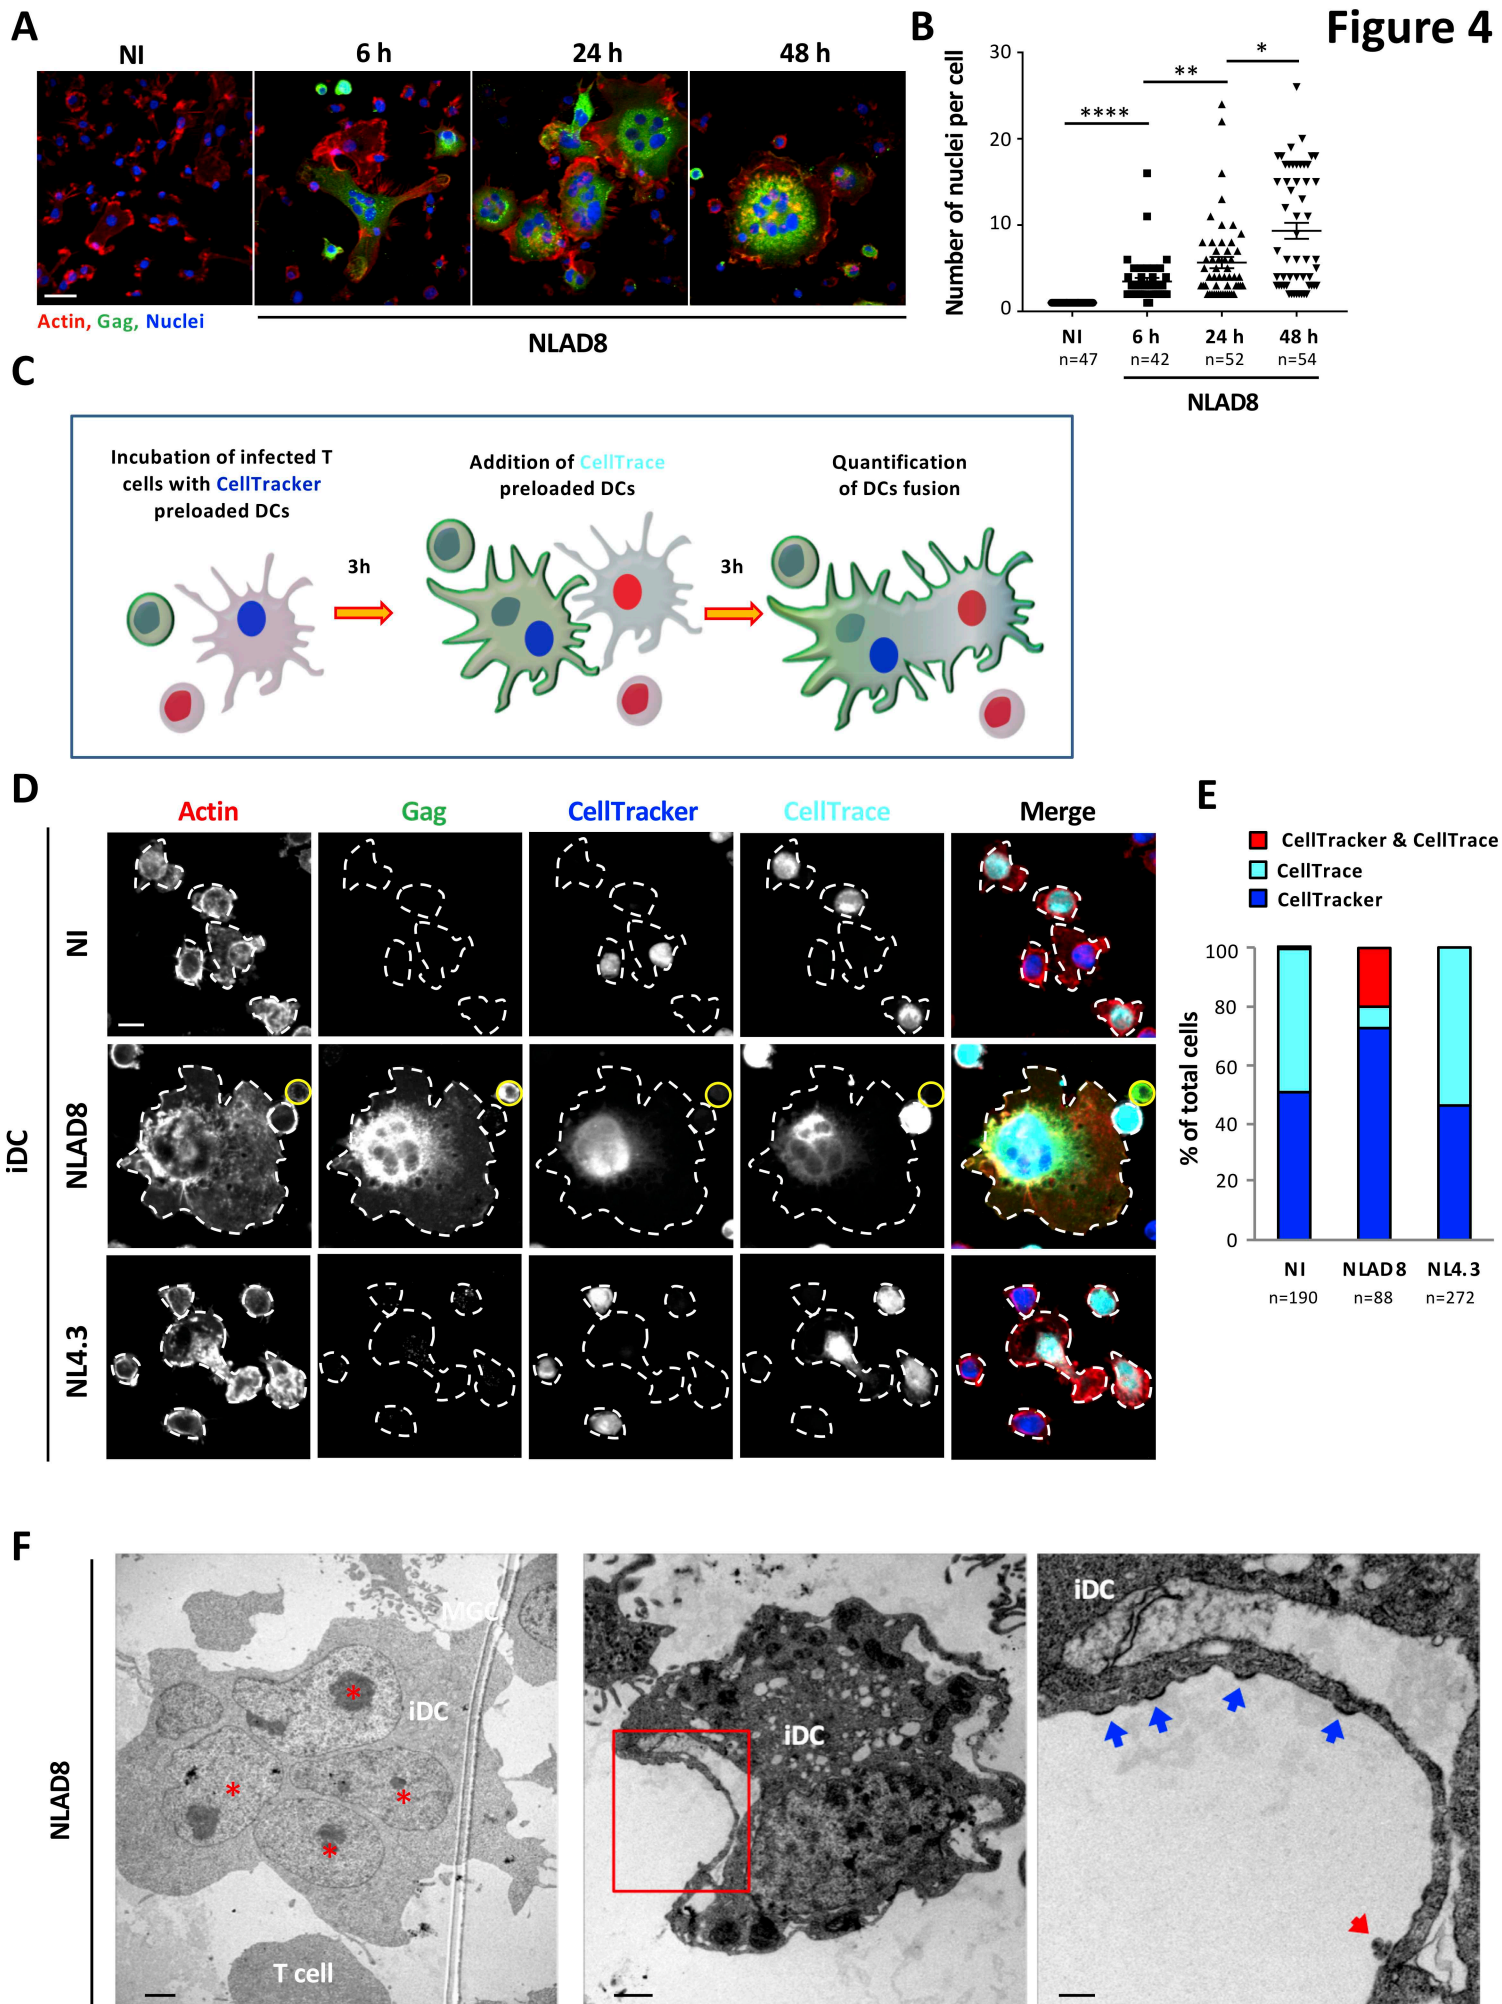 Figure 4
A
NI
6 h
24 h
48 h
Actin, Gag, Nuclei
NLAD8
B
Number of nuclei per cell
30
20
10
0
****
**
*
NI
6 h
24 h
48 h
n=47
n=42
n=52
n=54
NLAD8
C
Incubation of infected T
cells with CellTracker
preloaded DCs
3h
Addition of CellTrace
preloaded DCs
3h
Quantification
of DCs fusion
D
Actin
Gag
CellTracker
CellTrace
Merge
iDC
NI
NLAD8
NL4.3
E
CellTracker & CellTrace
CellTrace
CellTracker
% of total cells
100
80
60
40
20
0
NI
NLAD8
NL4.3
n=190
n=88
n=272
F
NLAD8
MGC
iDC
*
*
*
*
T cell
iDC
iDC